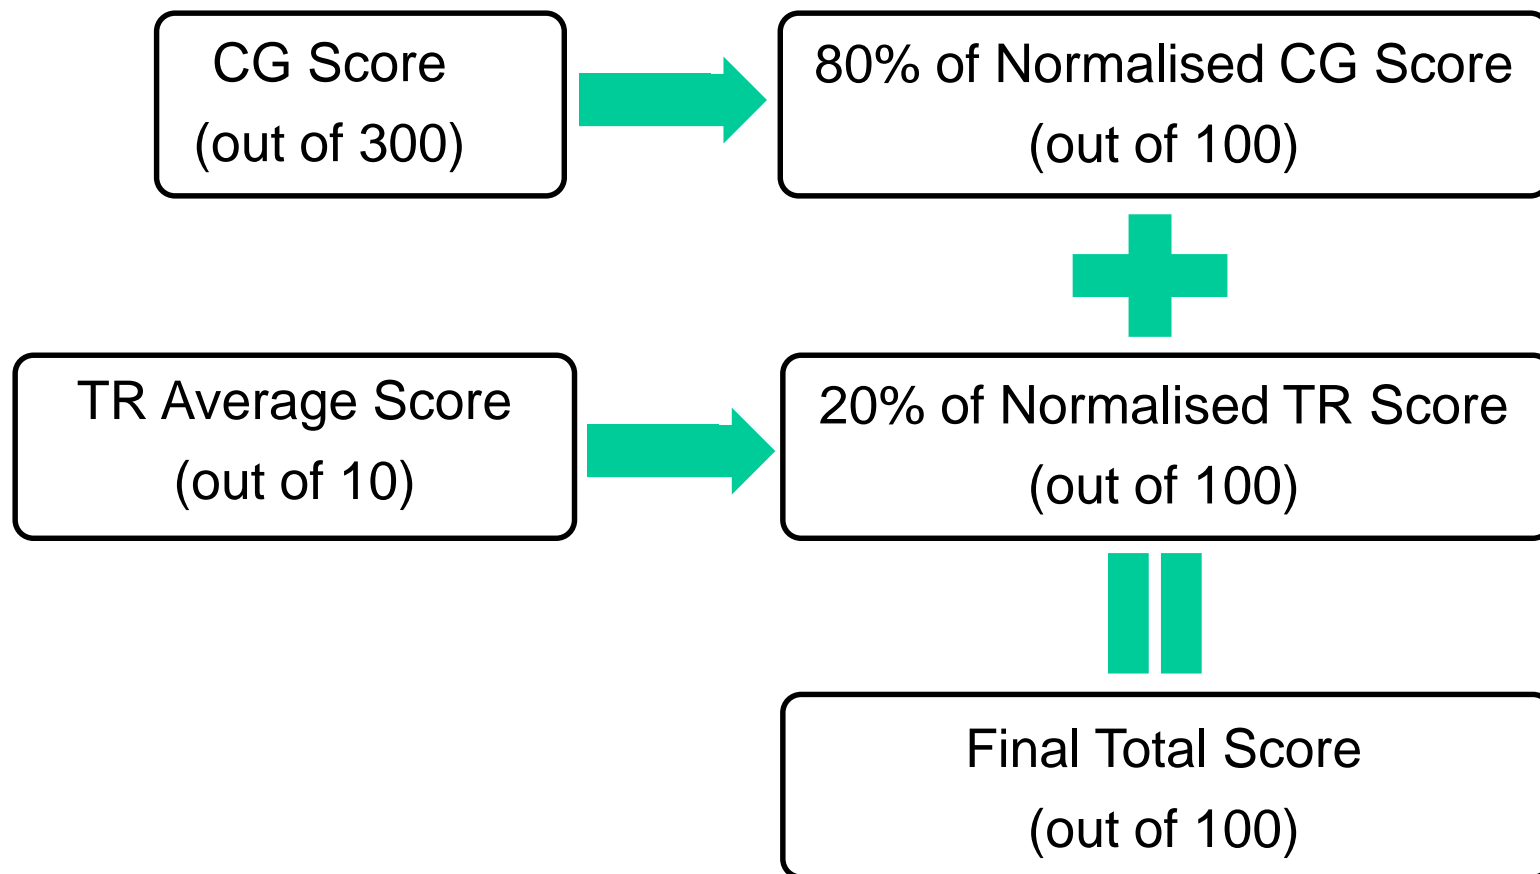 CG Score
(out of 300)
80% of Normalised CG Score
(out of 100)
TR Average Score
(out of 10)
20% of Normalised TR Score
(out of 100)
Final Total Score
(out of 100)